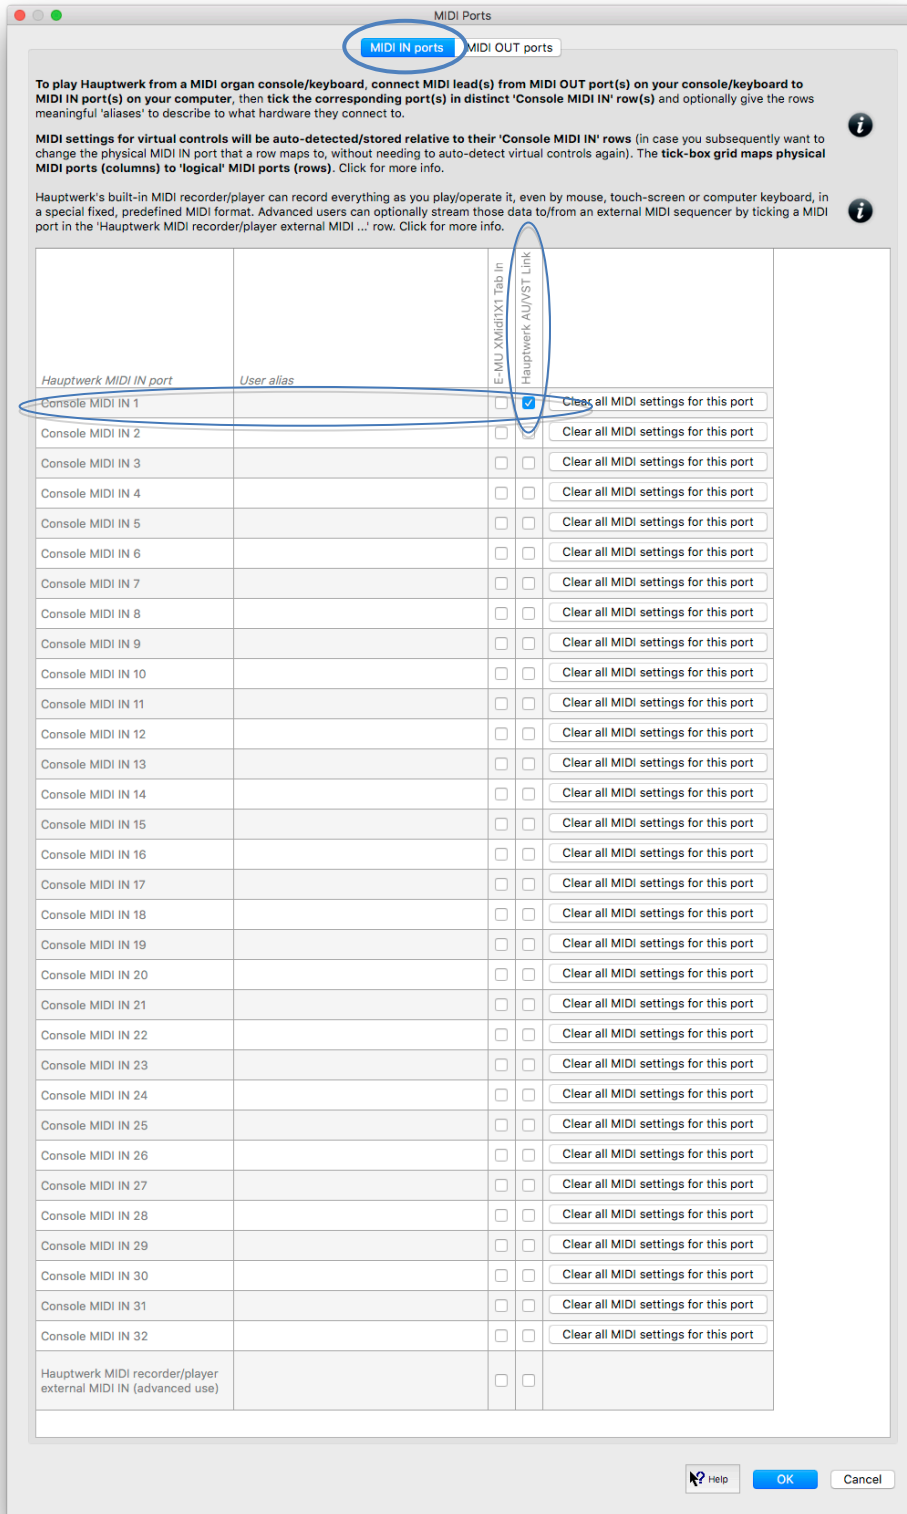 MIDI Ports
MIDI IN ports MIDI OUT ports
To play Hauptwerk from a MIDI organ console/keyboard, connect MIDI lead(s) from MIDI OUT port(s) on your console/keyboard to
MIDI IN port(s) on your computer, then tick the corresponding port(s) in distinct 'Console MIDI IN' row(s) and optionally give the rows
meaningful 'aliases' to describe to what hardware they connect to.
MIDI settings for virtual controls will be auto-detected/stored relative to their 'Console MIDI IN' rows (in case you subsequently want to
change the physical MIDI IN port that a row maps to, without needing to auto-detect virtual controls again). The tick-box grid maps physical
MIDI ports (columns) to 'logical' MIDI ports (rows). Click for more info.
Hauptwerk's built-in MIDI recorder/player can record everything as you play/operate it, even by mouse, touch-screen or computer keyboard, in
a special fixed, predefined MIDI format. Advanced users can optionally stream those data to/from an external MIDI sequencer by ticking a MIDI
port in the 'Hauptwerk MIDI recorder/player external MIDI ...' row. Click for more info.
Hauptwerk MIDI IN port User alias E-MU XMidi1X1 Tab In Hauptwerk AU/VST Link
Console MIDI IN 1 Clear all MIDI settings for this port
Console MIDI IN 2 Clear all MIDI settings for this port
Console MIDI IN 3 Clear all MIDI settings for this port
Console MIDI IN 4 Clear all MIDI settings for this port
Console MIDI IN 5 Clear all MIDI settings for this port
Console MIDI IN 6 Clear all MIDI settings for this port
Console MIDI IN 7 Clear all MIDI settings for this port
Console MIDI IN 8 Clear all MIDI settings for this port
Console MIDI IN 9 Clear all MIDI settings for this port
Console MIDI IN 10 Clear all MIDI settings for this port
Console MIDI IN 11 Clear all MIDI settings for this port
Console MIDI IN 12 Clear all MIDI settings for this port
Console MIDI IN 13 Clear all MIDI settings for this port
Console MIDI IN 14 Clear all MIDI settings for this port
Console MIDI IN 15 Clear all MIDI settings for this port
Console MIDI IN 16 Clear all MIDI settings for this port
Console MIDI IN 17 Clear all MIDI settings for this port
Console MIDI IN 18 Clear all MIDI settings for this port
Console MIDI IN 19 Clear all MIDI settings for this port
Console MIDI IN 20 Clear all MIDI settings for this port
Console MIDI IN 21 Clear all MIDI settings for this port
Console MIDI IN 22 Clear all MIDI settings for this port
Console MIDI IN 23 Clear all MIDI settings for this port
Console MIDI IN 24 Clear all MIDI settings for this port
Console MIDI IN 25 Clear all MIDI settings for this port
Console MIDI IN 26 Clear all MIDI settings for this port
Console MIDI IN 27 Clear all MIDI settings for this port
Console MIDI IN 28 Clear all MIDI settings for this port
Console MIDI IN 29 Clear all MIDI settings for this port
Console MIDI IN 30 Clear all MIDI settings for this port
Console MIDI IN 31 Clear all MIDI settings for this port
Console MIDI IN 32 Clear all MIDI settings for this port
Hauptwerk MIDI recorder/player
external MIDI IN (advanced use)
Help OK Cancel